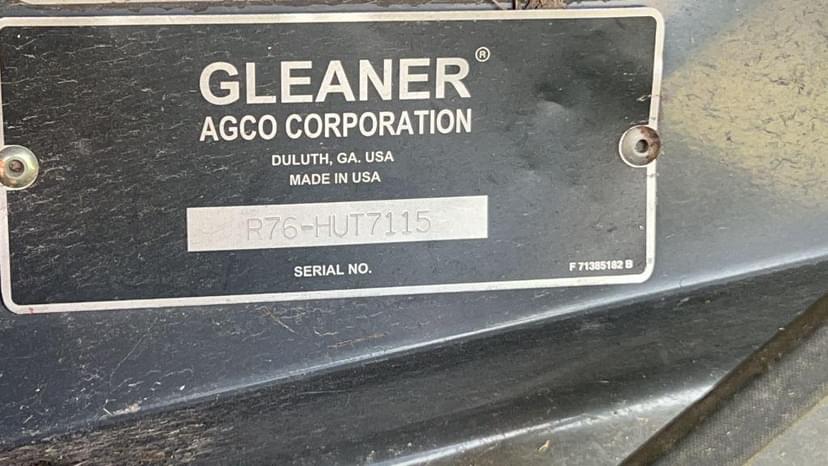 GLEANER®
AGCO CORPORATION
DULUTH, GA. USA
MADE IN USA
R76-HUT7115
SERIAL NO.
F 71385182 B